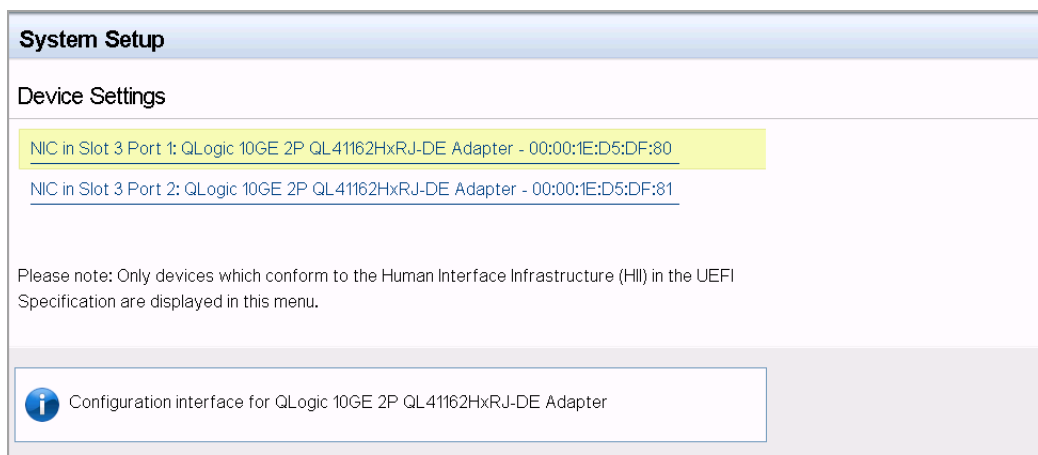 System Setup
Device Settings
NIC in Slot 3 Port 1: QLogic 10GE 2P QL41162HxRJ-DE Adapter - 00:00:1E:D5:DF:80
NIC in Slot 3 Port 2: QLogic 10GE 2P QL41162HxRJ-DE Adapter - 00:00:1E:D5:DF:81
Please note: Only devices which conform to the Human Interface Infrastructure (HII) in the UEFI
Specification are displayed in this menu.
Configuration interface for QLogic 10GE 2P QL41162HxRJ-DE Adapter